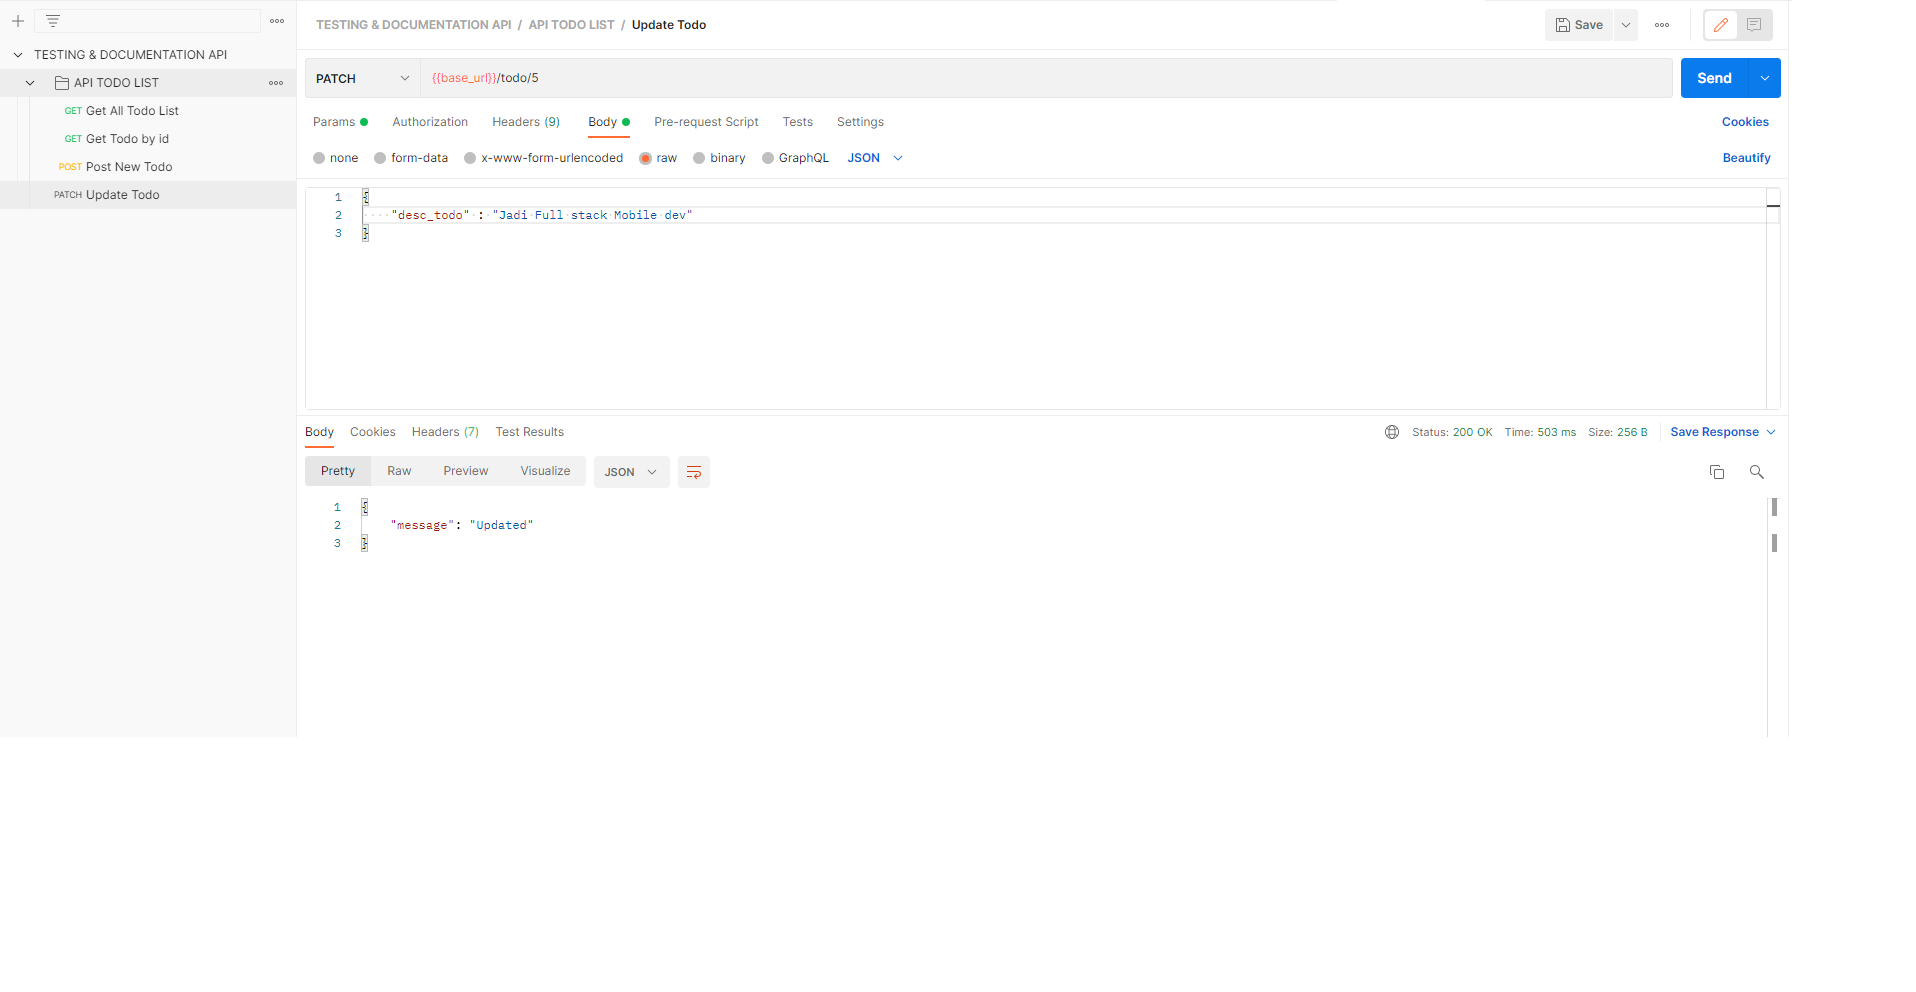 TESTING & DOCUMENTATION API
API TODO LIST
GET Get All Todo List
GET Get Todo by id
POST Post New Todo
PATCH Update Todo
TESTING & DOCUMENTATION API / API TODO LIST / Update Todo
Save
PATCH {{base_url}}/todo/5
Send
Params Authorization Headers (9) Body Pre-request Script Tests Settings Cookies
none form-data x-www-form-urlencoded raw binary GraphQL JSON Beautify
1 {
2 ····"desc_todo"·:·"Jadi·Full·stack·Mobile·dev"
3 }
Body Cookies Headers (7) Test Results Status: 200 OK Time: 503 ms Size: 256 B Save Response
Pretty Raw Preview Visualize JSON
1 {
2 "message": "Updated"
3 }